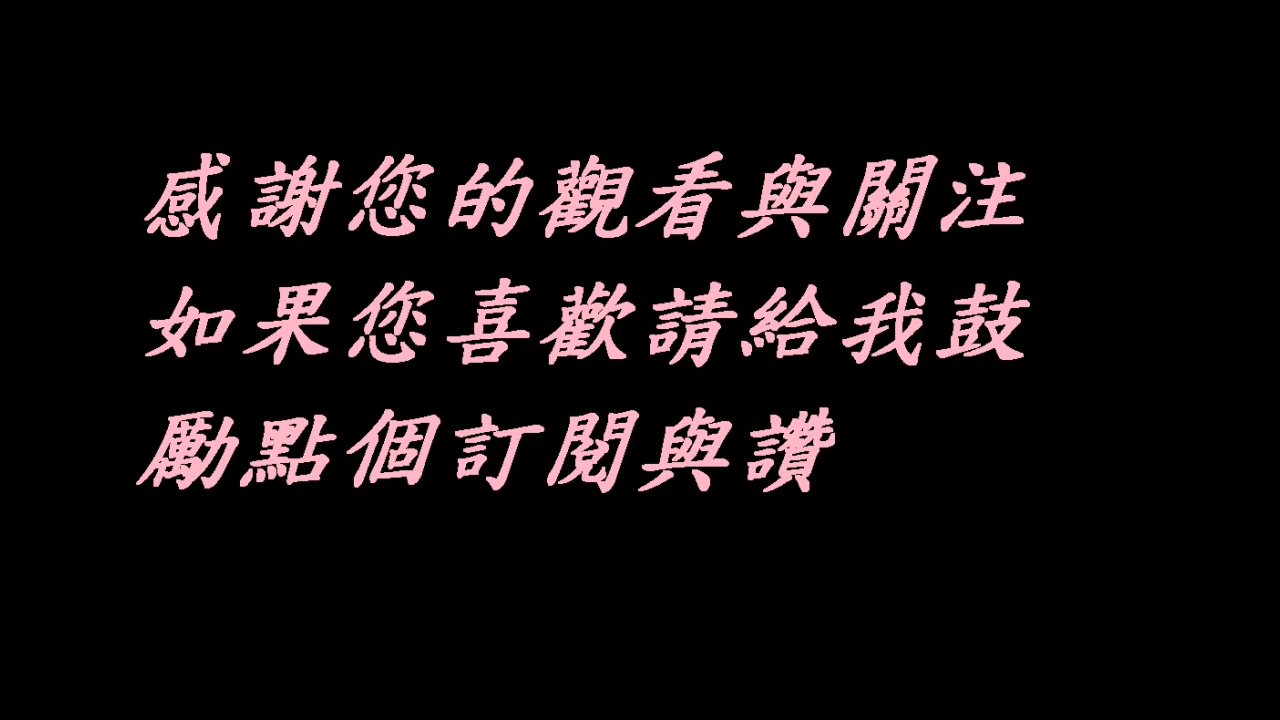 感謝您的觀看與關注
如果您喜歡請給我鼓
勵點個訂閱與讚